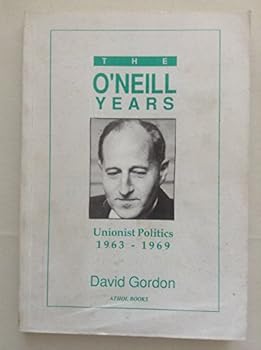 THE
O'NEILL
YEARS
Unionist Politics
1963 - 1969
David Gordon
ATHOL BOOKS